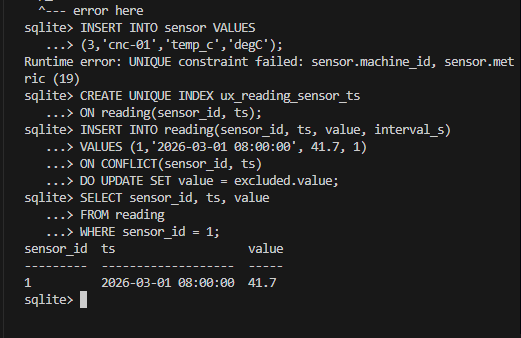 ^--- error here
sqlite> INSERT INTO sensor VALUES
...> (3,'cnc-01','temp_c','degC');
Runtime error: UNIQUE constraint failed: sensor.machine_id, sensor.met
ric (19)
sqlite> CREATE UNIQUE INDEX ux_reading_sensor_ts
...> ON reading(sensor_id, ts);
sqlite> INSERT INTO reading(sensor_id, ts, value, interval_s)
...> VALUES (1,'2026-03-01 08:00:00', 41.7, 1)
...> ON CONFLICT(sensor_id, ts)
...> DO UPDATE SET value = excluded.value;
sqlite> SELECT sensor_id, ts, value
...> FROM reading
...> WHERE sensor_id = 1;
sensor_id  ts                   value
---------  -------------------  -----
1          2026-03-01 08:00:00  41.7
sqlite>